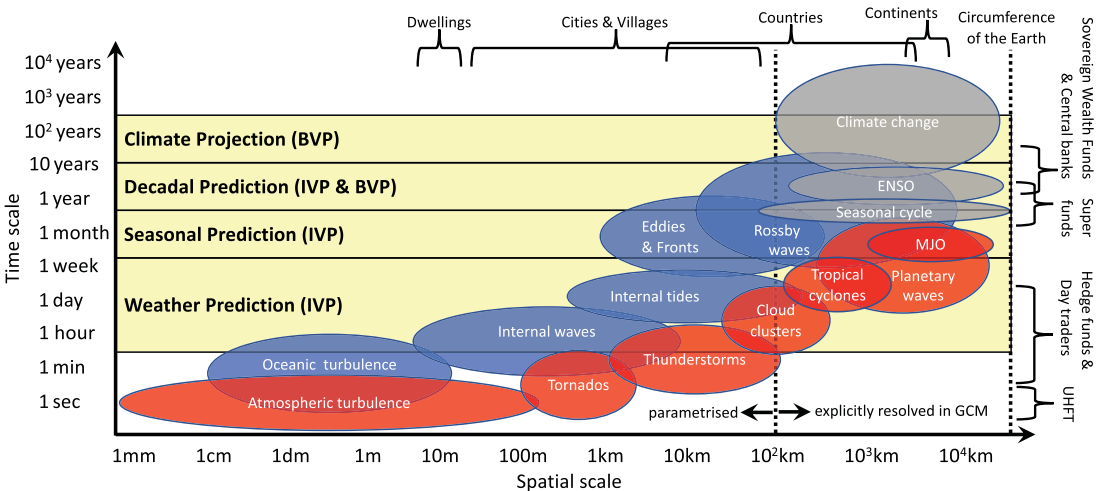 Dwellings
Cities & Villages
Countries
Continents
Circumference
of the Earth
Sovereign Wealth Funds
& Central banks
Super
funds
Hedge funds &
Day traders
UHFT
Time scale
10⁴ years
10³ years
10² years
10 years
1 year
1 month
1 week
1 day
1 hour
1 min
1 sec
Climate Projection (BVP)
Decadal Prediction (IVP & BVP)
Seasonal Prediction (IVP)
Weather Prediction (IVP)
Climate change
ENSO
Seasonal cycle
Eddies
& Fronts
Rossby
waves
MJO
Tropical
cyclones
Planetary
waves
Internal tides
Cloud
clusters
Internal waves
Thunderstorms
Oceanic turbulence
Tornados
Atmospheric turbulence
parametrised
explicitly resolved in GCM
1mm 1cm 1dm 1m 10m 100m 1km 10km 10²km 10³km 10⁴km
Spatial scale